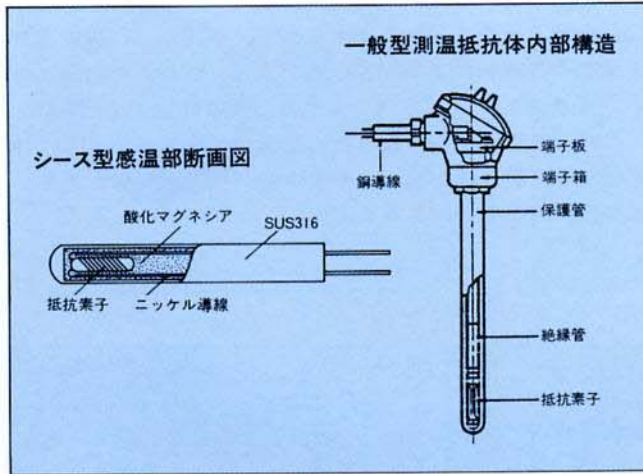 一般型測温抵抗体内部構造
シース型感温部断面図
端子板
銅導線
端子箱
酸化マグネシア
SUS316
保護管
抵抗素子
ニッケル導線
絶縁管
抵抗素子